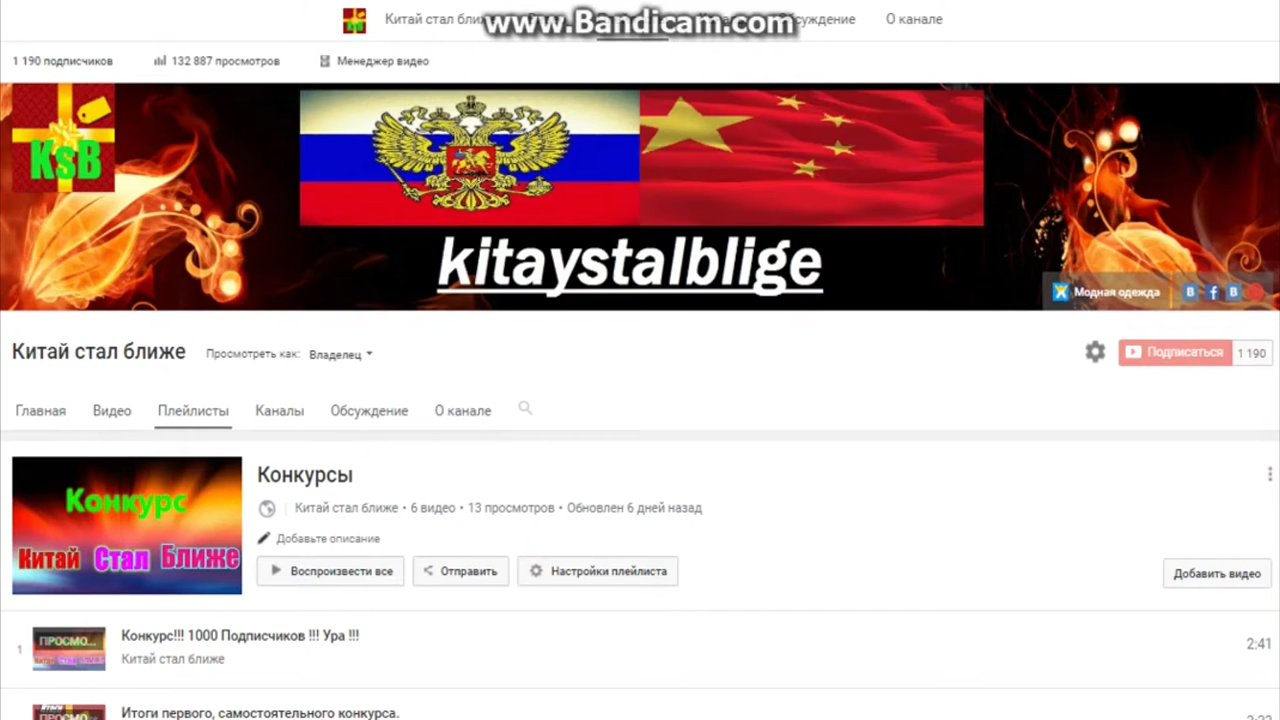 Китай стал ближе
www.Bandicam.com
Обсуждение
О канале
1 190 подписчиков
132 887 просмотров
Менеджер видео
KsB
kitaystalblige
Модная одежда
Китай стал ближе
Просмотреть как:
Владелец
Подписаться
1 190
Главная
Видео
Плейлисты
Каналы
Обсуждение
О канале
Конкурс
Китай Стал Ближе
Конкурсы
Китай стал ближе • 6 видео • 13 просмотров • Обновлен 6 дней назад
Добавьте описание
Воспроизвести все
Отправить
Настройки плейлиста
Добавить видео
1
ПРОСМО...
Конкурс!!! 1000 Подписчиков !!! Ура !!!
Китай стал ближе
2:41
Итоги первого, самостоятельного конкурса.